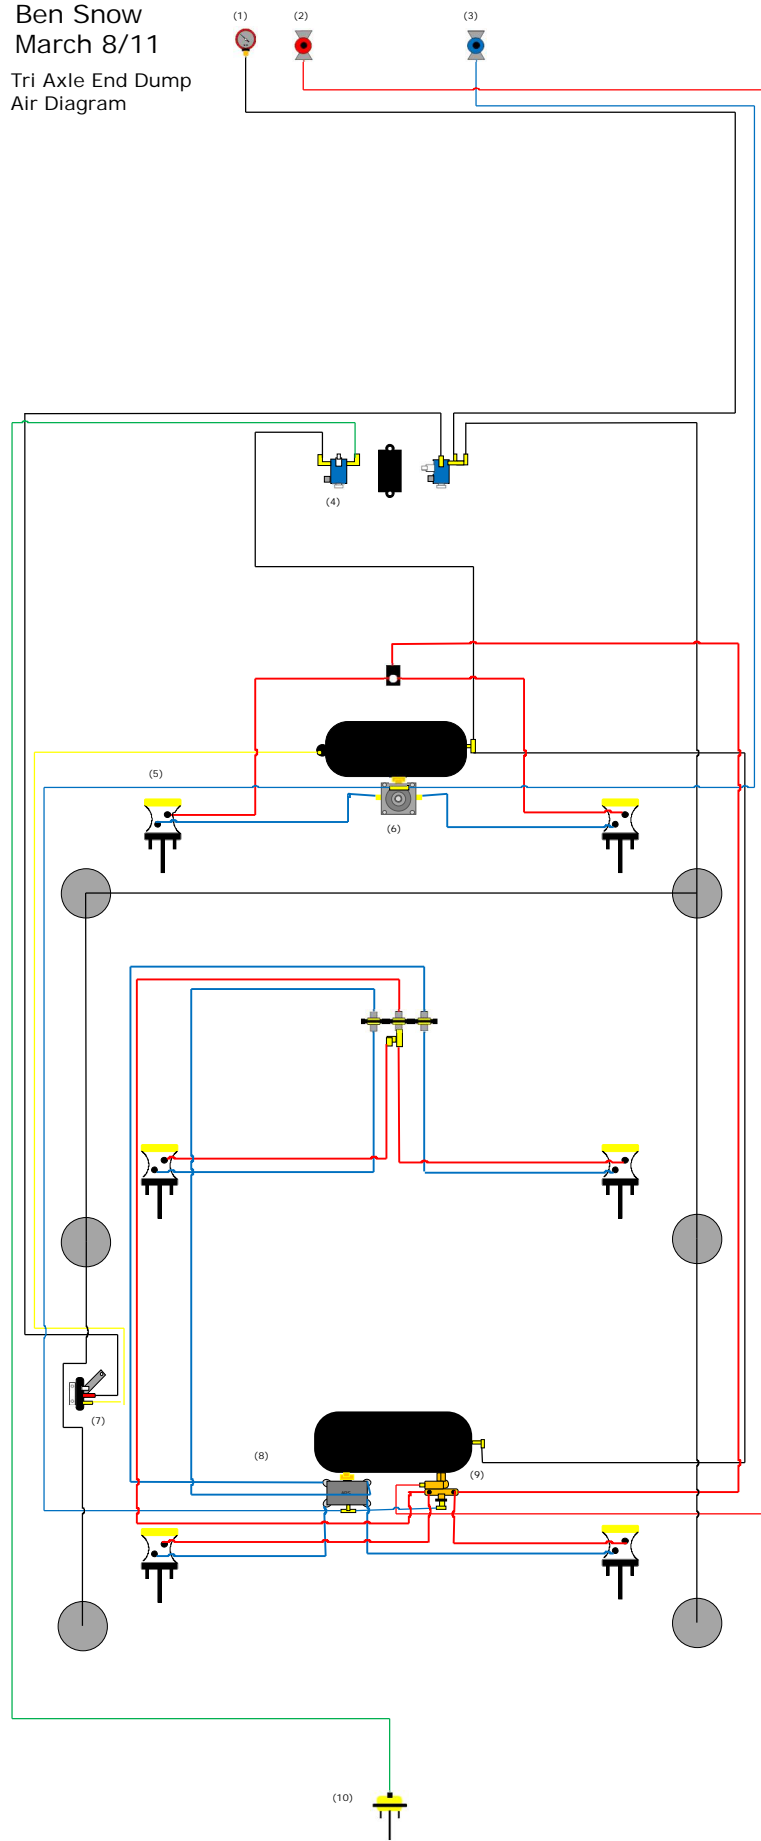 Ben Snow
March 8/11
Tri Axle End Dump
Air Diagram
(1)
(2)
(3)
(4)
(5)
(6)
(7)
(8)
(9)
(10)